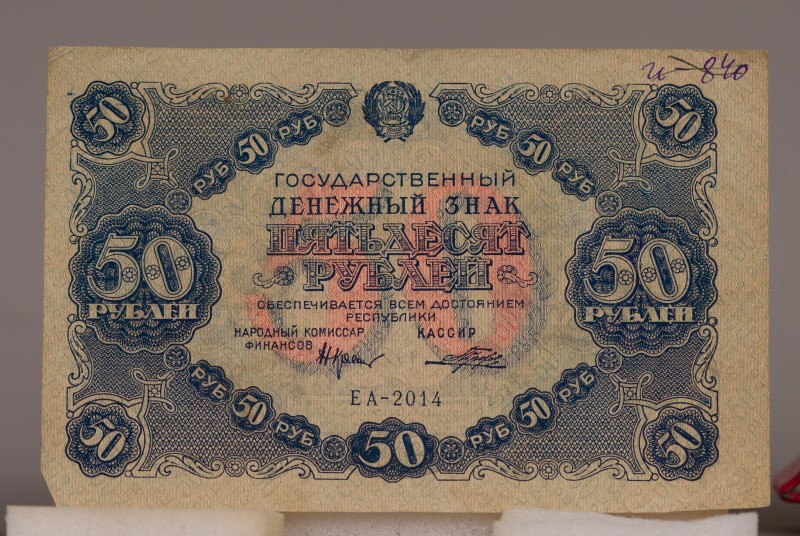 и-840
50 50
РУБ 50 РУБ РУБ 50 РУБ
ГОСУДАРСТВЕННЫЙ
ДЕНЕЖНЫЙ ЗНАК
ПЯТЬДЕСЯТ
РУБЛЕЙ
50
РУБЛЕЙ
50
РУБЛЕЙ
ОБЕСПЕЧИВАЕТСЯ ВСЕМ ДОСТОЯНИЕМ
РЕСПУБЛИКИ
НАРОДНЫЙ КОМИССАР
ФИНАНСОВ
КАССИР
ЕА-2014
РУБ 50 РУБ РУБ 50 РУБ
50 50 50